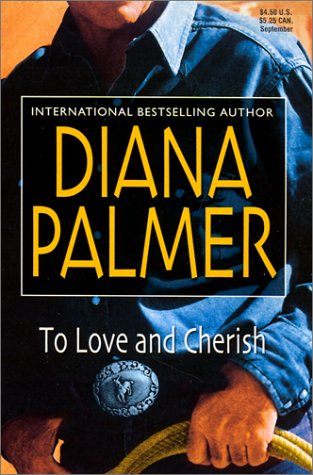 $4.50 U.S.
$5.25 CAN.
September
INTERNATIONAL BESTSELLING AUTHOR
DIANA
PALMER
To Love and Cherish